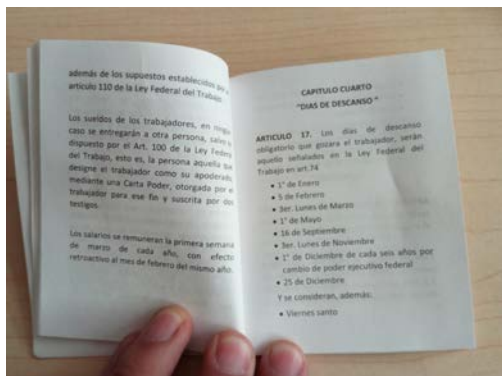 además de los supuestos establecidos por
artículo 110 de la Ley Federal del Trabajo.
Los sueldos de los trabajadores, en
caso se entregarán a otra persona, salvo
dispuesto por el Art. 100 de la Ley Federal
del Trabajo, esto es, la persona aquella que
designe el trabajador como su apoderado,
mediante una Carta Poder, otorgada por el
trabajador para ese fin y suscrita por dos
testigos.
Los salarios se remuneran la primera semana
de marzo de cada año, con efecto
retroactivo al mes de febrero del mismo año.
CAPITULO CUARTO
"DIAS DE DESCANSO "
ARTICULO 17. Los días de descanso
obligatorio que gozara el trabajador, serán
aquello señalados en la Ley Federal del
Trabajo en art.74
• 1° de Enero
• 5 de Febrero
• 3er. Lunes de Marzo
• 1° de Mayo
• 16 de Septiembre
• 3er. Lunes de Noviembre
• 1° de Diciembre de cada seis años por
cambio de poder ejecutivo federal
• 25 de Diciembre
Y se consideran, además:
• Viernes santo